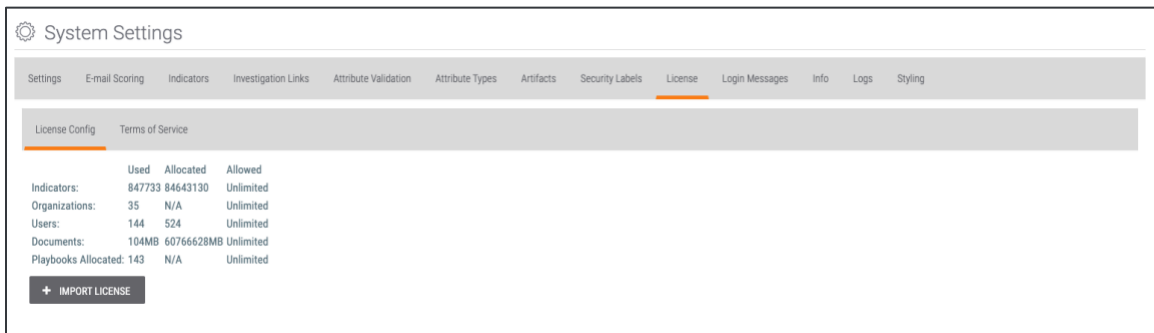 System Settings
Settings E-mail Scoring Indicators Investigation Links Attribute Validation Attribute Types Artifacts Security Labels License Login Messages Info Logs Styling
License Config Terms of Service
Used Allocated Allowed
Indicators: 847733 84643130 Unlimited
Organizations: 35 N/A Unlimited
Users: 144 524 Unlimited
Documents: 104MB 60766628MB Unlimited
Playbooks Allocated: 143 N/A Unlimited
+ IMPORT LICENSE